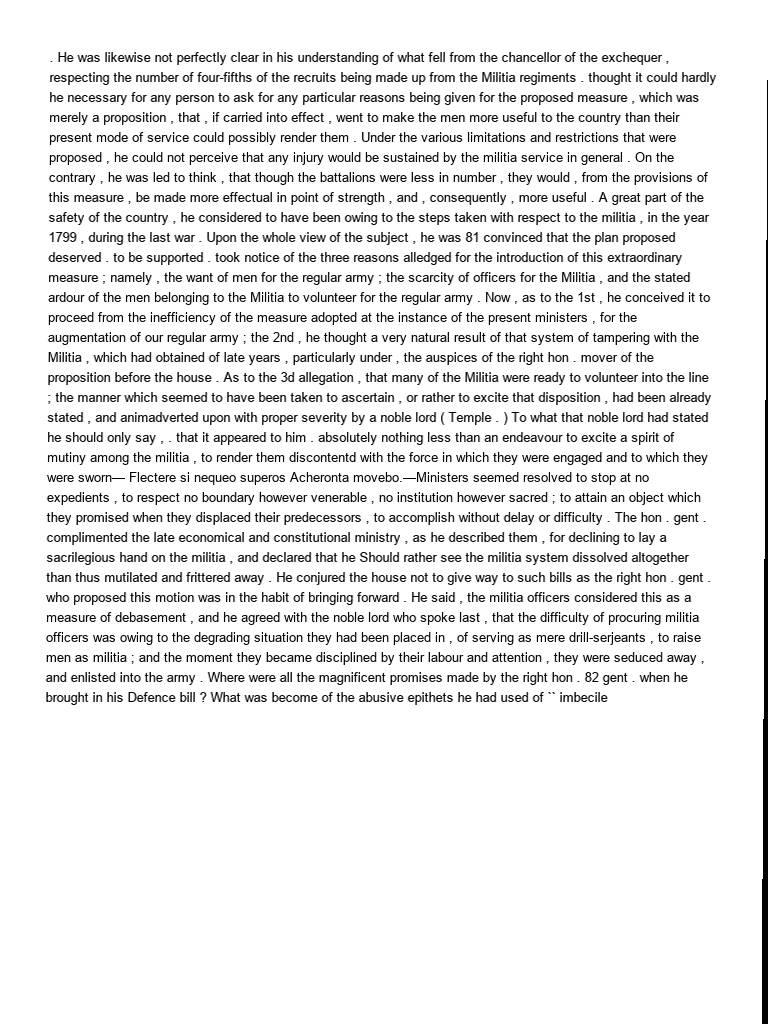 . He was likewise not perfectly clear in his understanding of what fell from the chancellor of the exchequer ,
respecting the number of four-fifths of the recruits being made up from the Militia regiments . thought it could hardly
he necessary for any person to ask for any particular reasons being given for the proposed measure , which was
merely a proposition , that , if carried into effect , went to make the men more useful to the country than their
present mode of service could possibly render them . Under the various limitations and restrictions that were
proposed , he could not perceive that any injury would be sustained by the militia service in general . On the
contrary , he was led to think , that though the battalions were less in number , they would , from the provisions of
this measure , be made more effectual in point of strength , and , consequently , more useful . A great part of the
safety of the country , he considered to have been owing to the steps taken with respect to the militia , in the year
1799 , during the last war . Upon the whole view of the subject , he was 81 convinced that the plan proposed
deserved . to be supported . took notice of the three reasons alledged for the introduction of this extraordinary
measure ; namely , the want of men for the regular army ; the scarcity of officers for the Militia , and the stated
ardour of the men belonging to the Militia to volunteer for the regular army . Now , as to the 1st , he conceived it to
proceed from the inefficiency of the measure adopted at the instance of the present ministers , for the
augmentation of our regular army ; the 2nd , he thought a very natural result of that system of tampering with the
Militia , which had obtained of late years , particularly under , the auspices of the right hon . mover of the
proposition before the house . As to the 3d allegation , that many of the Militia were ready to volunteer into the line
; the manner which seemed to have been taken to ascertain , or rather to excite that disposition , had been already
stated , and animadverted upon with proper severity by a noble lord ( Temple . ) To what that noble lord had stated
he should only say , . that it appeared to him . absolutely nothing less than an endeavour to excite a spirit of
mutiny among the militia , to render them discontentd with the force in which they were engaged and to which they
were sworn— Flectere si nequeo superos Acheronta movebo.—Ministers seemed resolved to stop at no
expedients , to respect no boundary however venerable , no institution however sacred ; to attain an object which
they promised when they displaced their predecessors , to accomplish without delay or difficulty . The hon . gent .
complimented the late economical and constitutional ministry , as he described them , for declining to lay a
sacrilegious hand on the militia , and declared that he Should rather see the militia system dissolved altogether
than thus mutilated and frittered away . He conjured the house not to give way to such bills as the right hon . gent .
who proposed this motion was in the habit of bringing forward . He said , the militia officers considered this as a
measure of debasement , and he agreed with the noble lord who spoke last , that the difficulty of procuring militia
officers was owing to the degrading situation they had been placed in , of serving as mere drill-serjeants , to raise
men as militia ; and the moment they became disciplined by their labour and attention , they were seduced away ,
and enlisted into the army . Where were all the magnificent promises made by the right hon . 82 gent . when he
brought in his Defence bill ? What was become of the abusive epithets he had used of `` imbecile